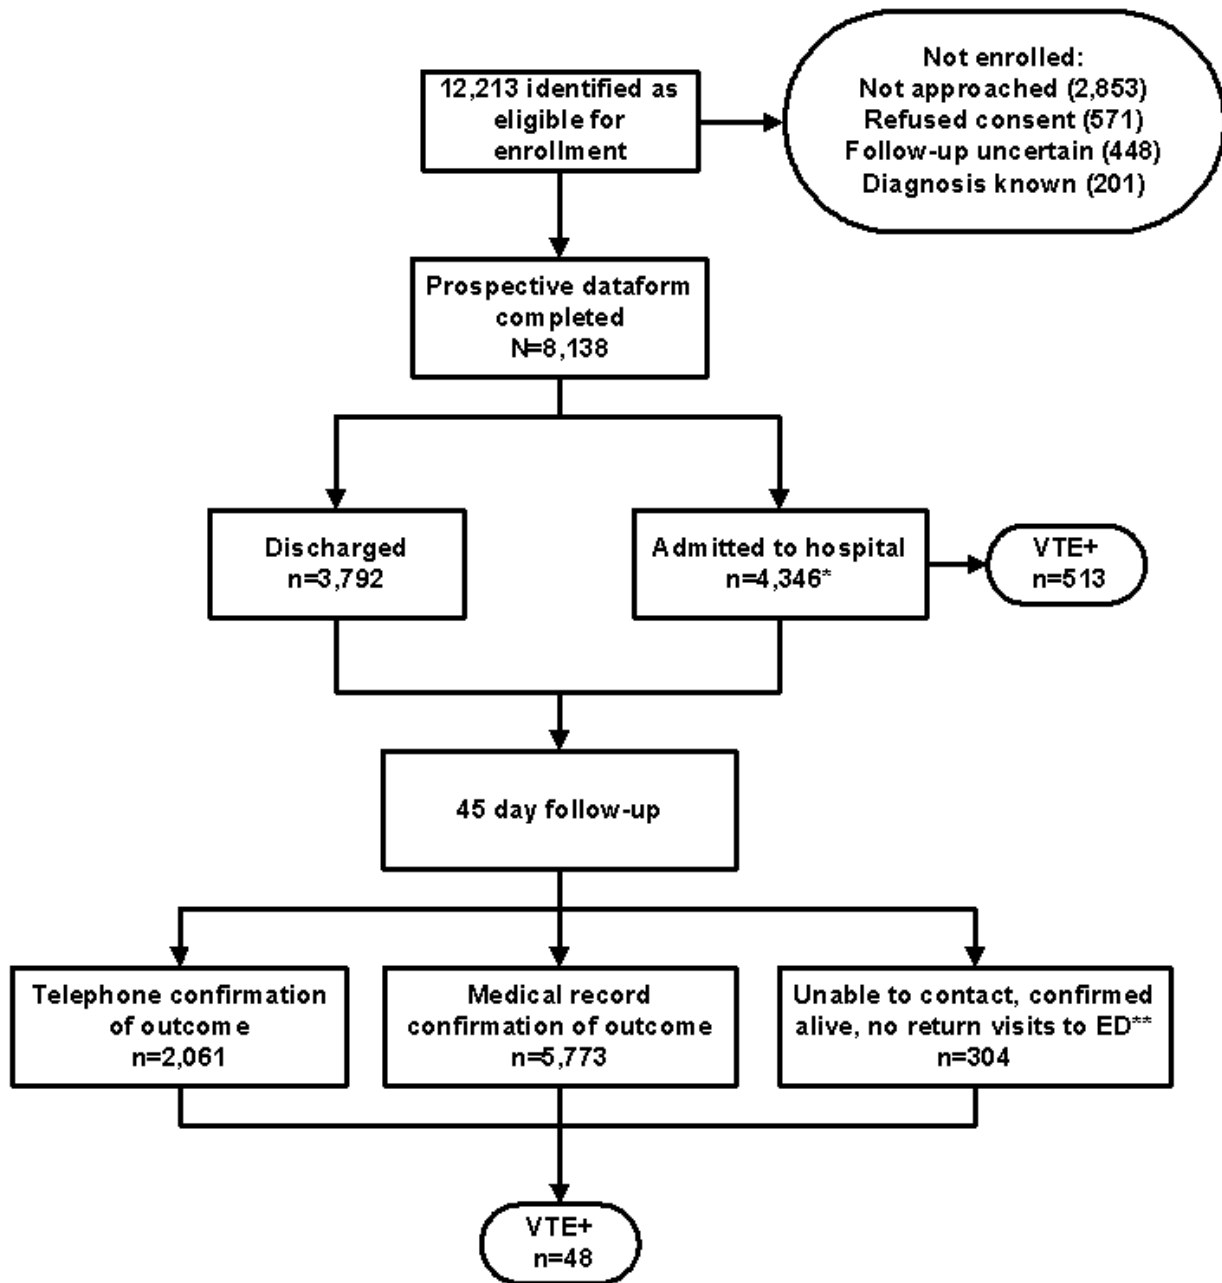 12,213 identified as
eligible for
enrollment
Not enrolled:
Not approached (2,853)
Refused consent (571)
Follow-up uncertain (448)
Diagnosis known (201)
Prospective dataform
completed
N=8,138
Discharged
n=3,792
Admitted to hospital
n=4,346*
VTE+
n=513
45 day follow-up
Telephone confirmation
of outcome
n=2,061
Medical record
confirmation of outcome
n=5,773
Unable to contact, confirmed
alive, no return visits to ED**
n=304
VTE+
n=48